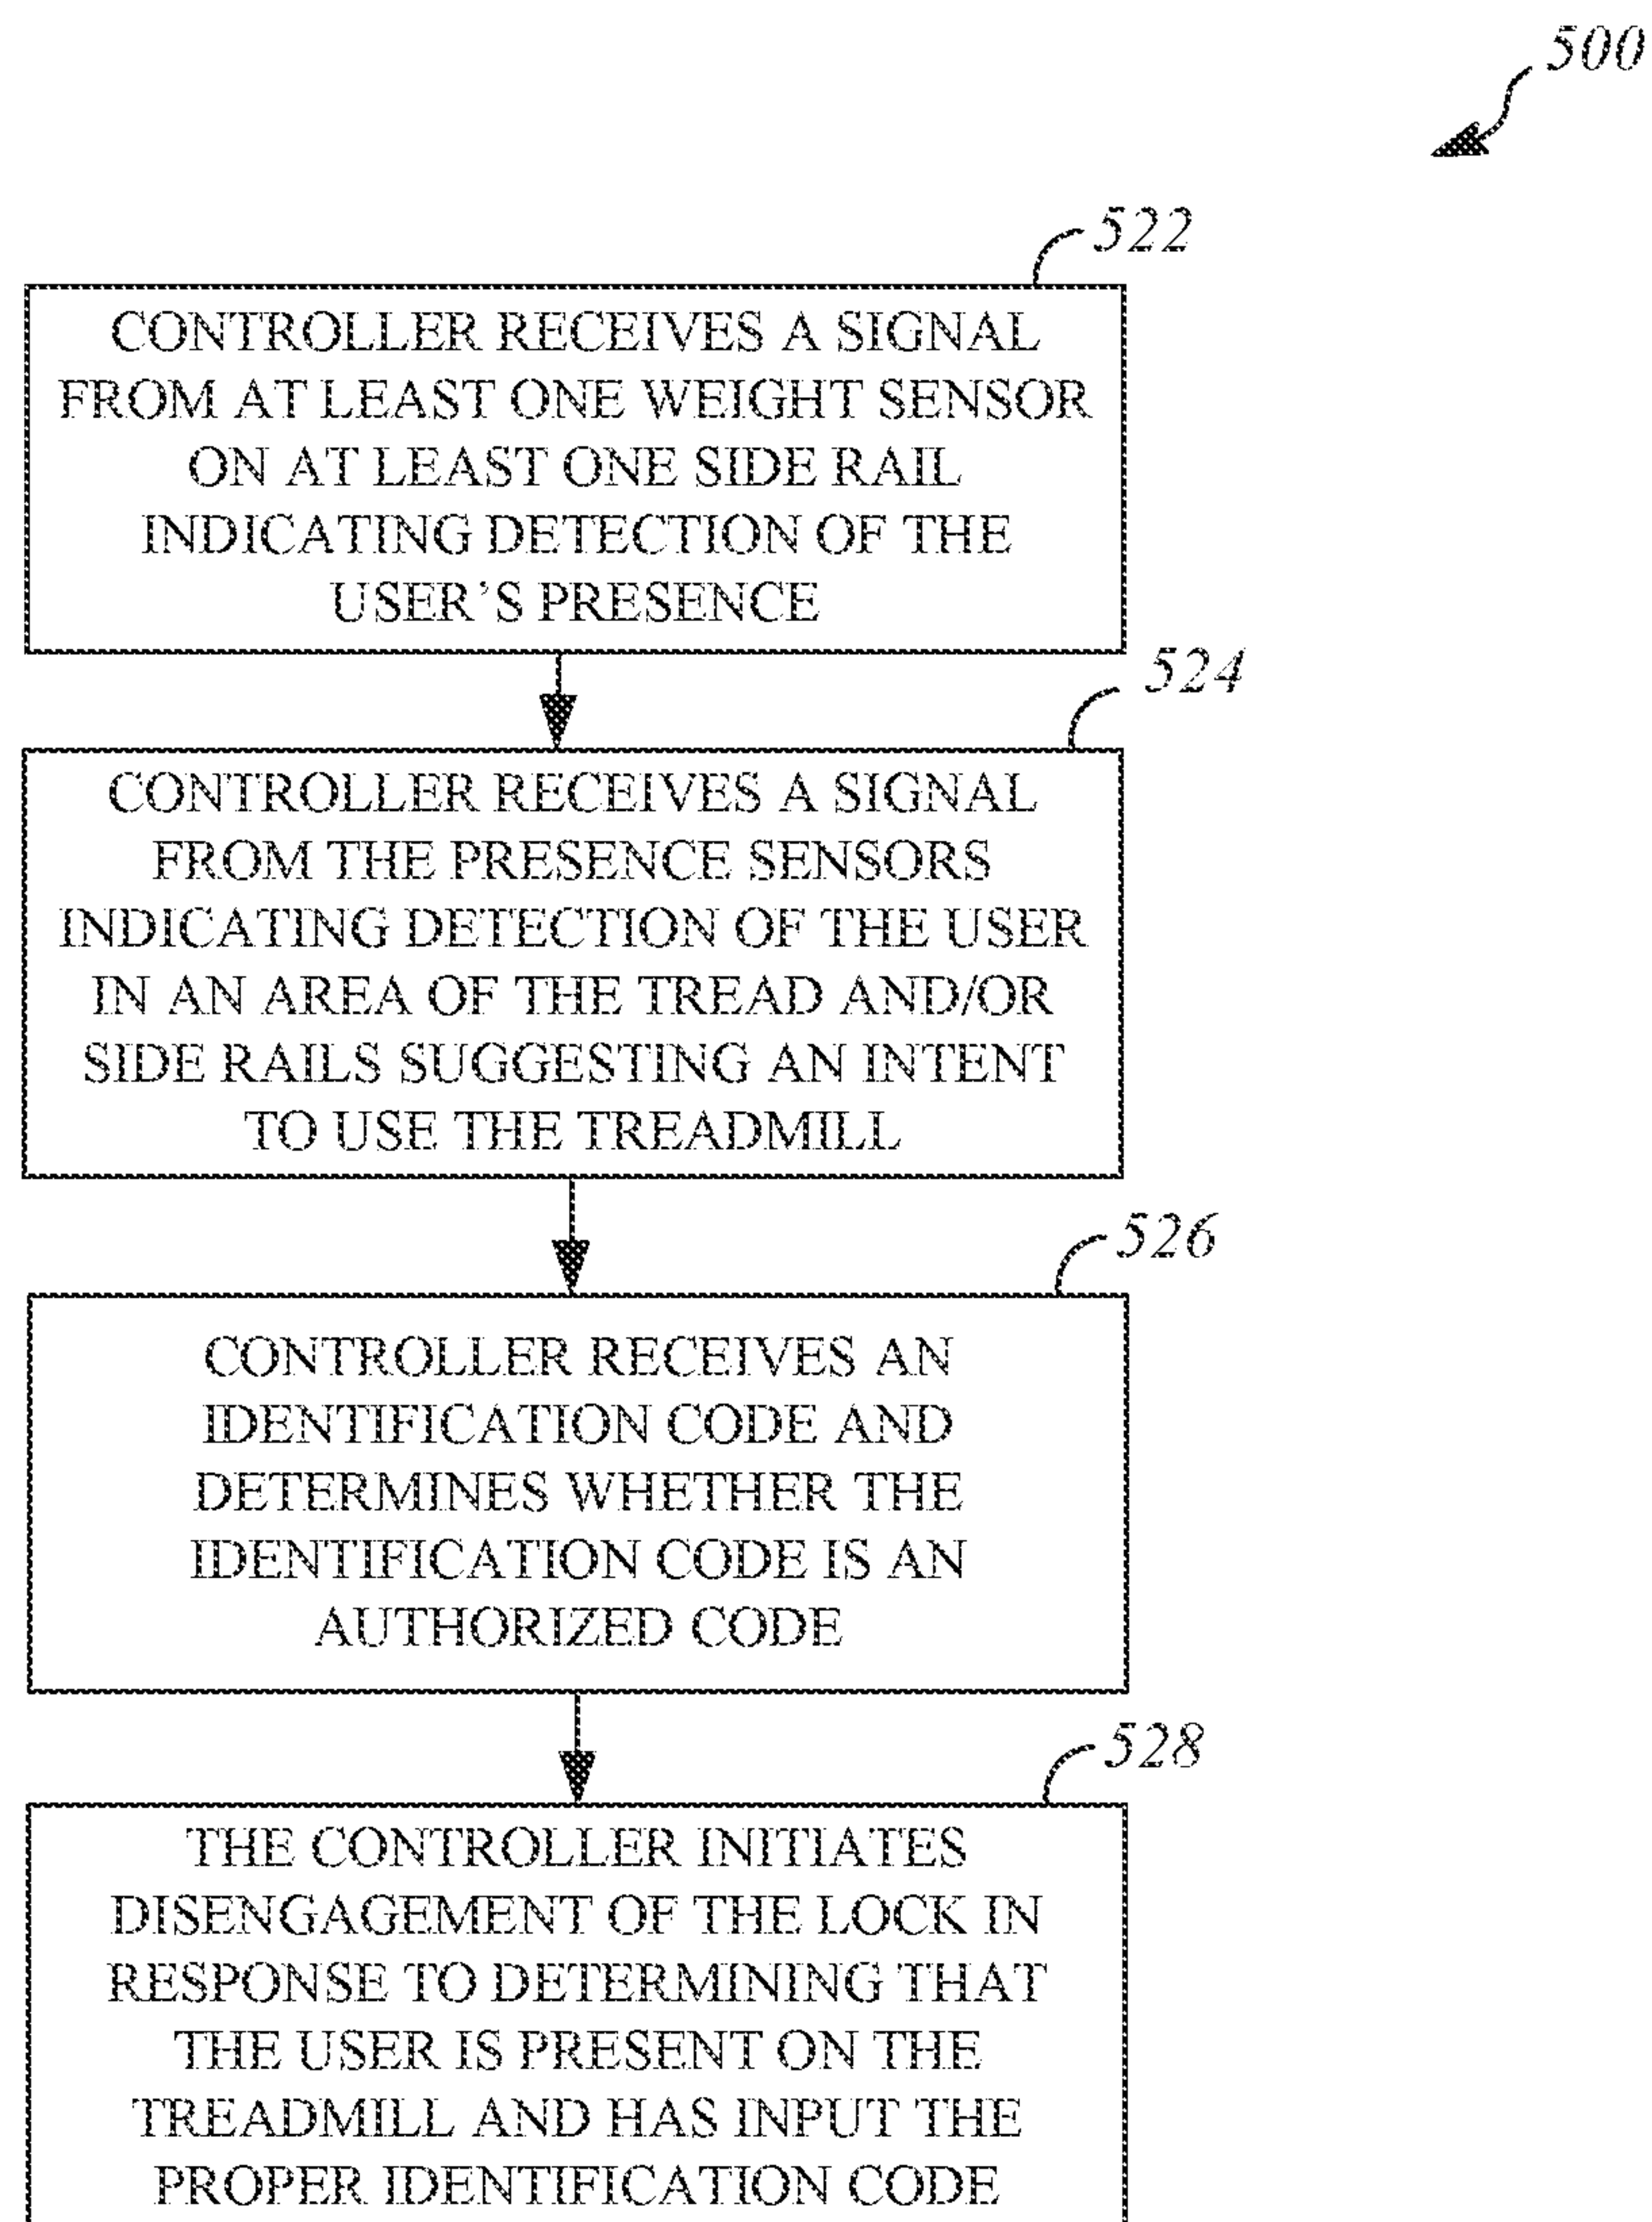 500
522
CONTROLLER RECEIVES A SIGNAL
FROM AT LEAST ONE WEIGHT SENSOR
ON AT LEAST ONE SIDE RAIL
INDICATING DETECTION OF THE
USER'S PRESENCE
524
CONTROLLER RECEIVES A SIGNAL
FROM THE PRESENCE SENSORS
INDICATING DETECTION OF THE USER
IN AN AREA OF THE TREAD AND/OR
SIDE RAILS SUGGESTING AN INTENT
TO USE THE TREADMILL
526
CONTROLLER RECEIVES AN
IDENTIFICATION CODE AND
DETERMINES WHETHER THE
IDENTIFICATION CODE IS AN
AUTHORIZED CODE
528
THE CONTROLLER INITIATES
DISENGAGEMENT OF THE LOCK IN
RESPONSE TO DETERMINING THAT
THE USER IS PRESENT ON THE
TREADMILL AND HAS INPUT THE
PROPER IDENTIFICATION CODE